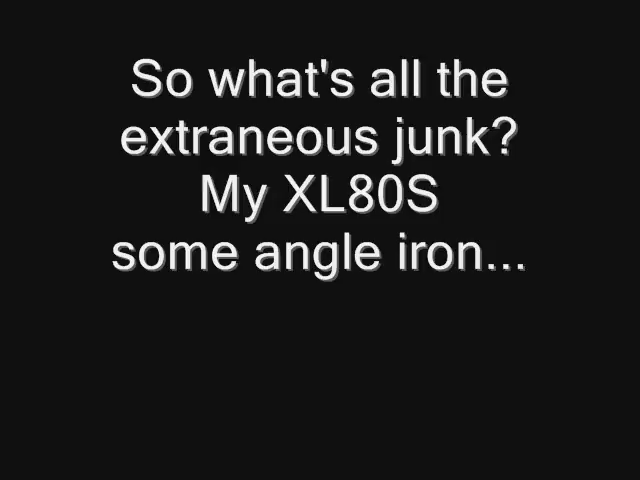 So what's all the
extraneous junk?
My XL80S
some angle iron...